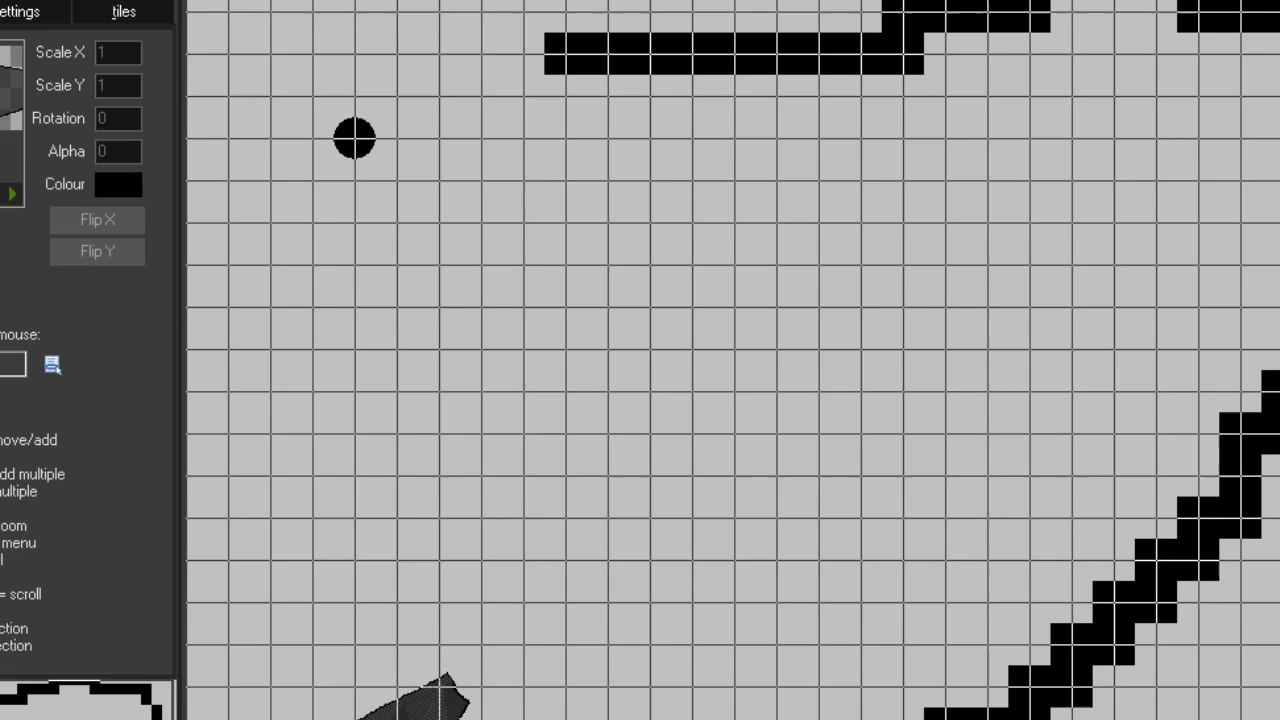 ettings tiles
Scale X 1
Scale Y 1
Rotation 0
Alpha 0
Colour
Flip X
Flip Y
mouse:
nove/add
dd multiple
nultiple
oom
menu
l
= scroll
ction
ection